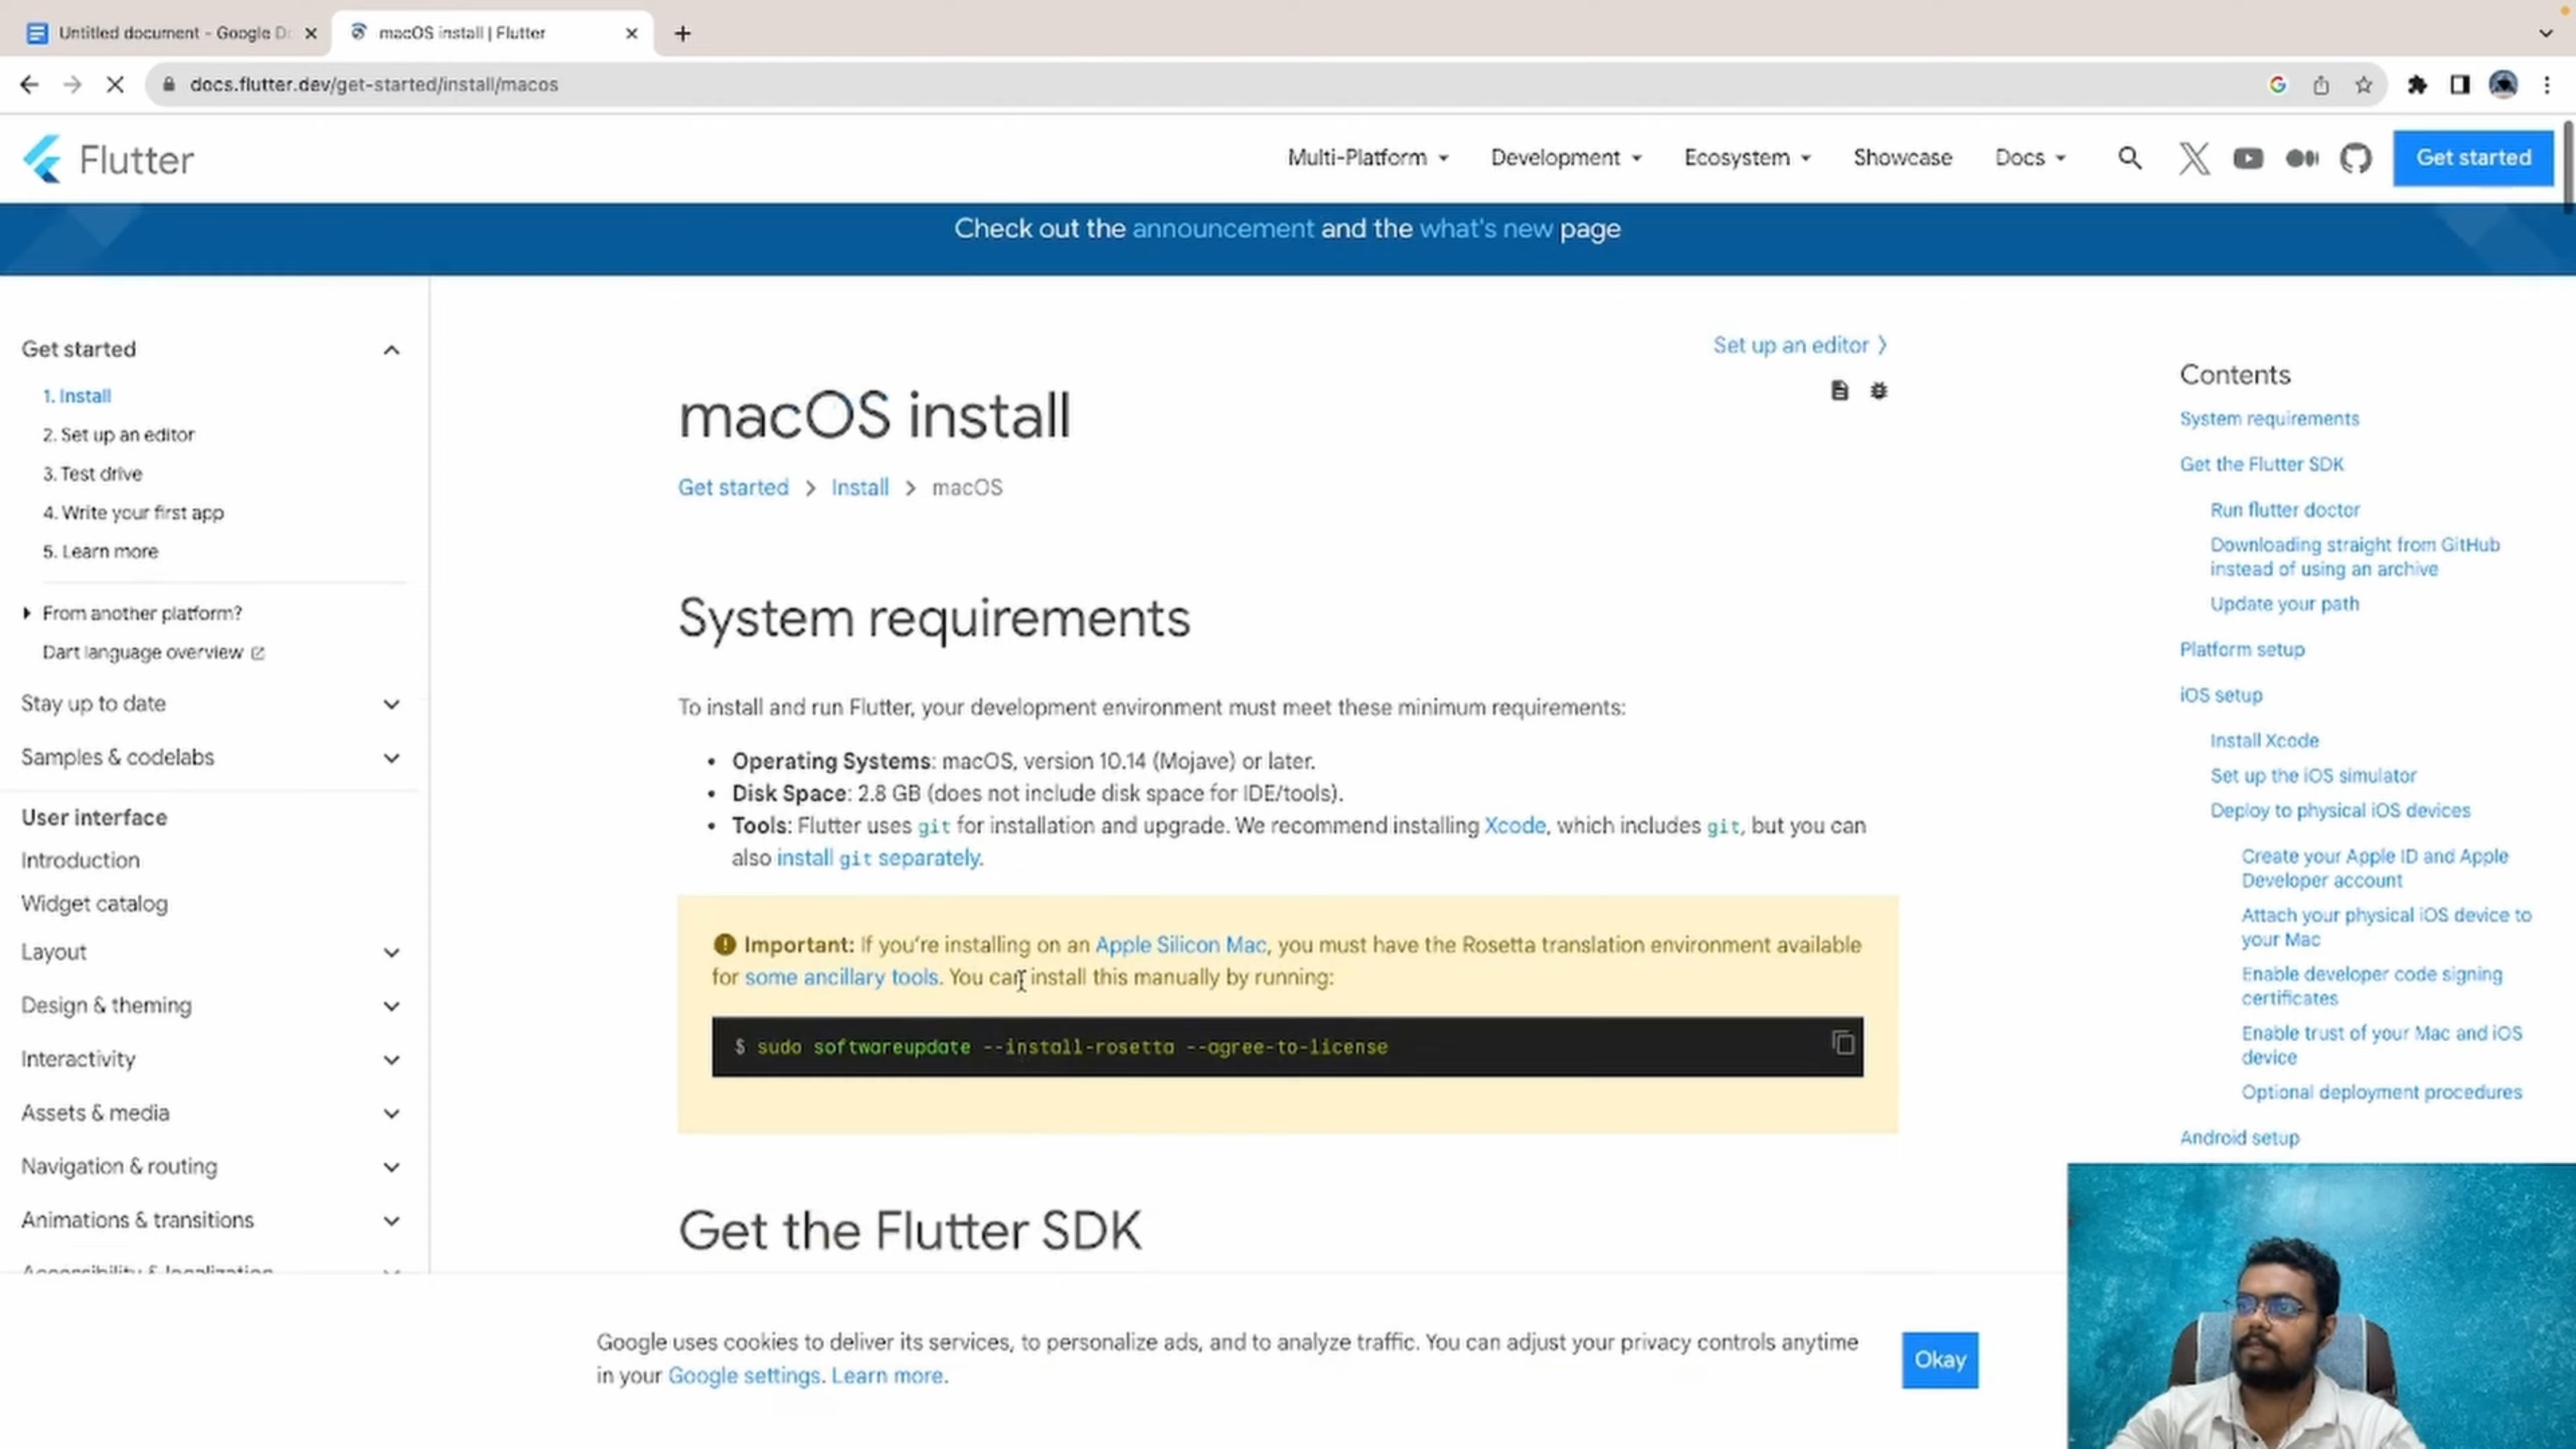 Untitled document - Google D
macOS install | Flutter
docs.flutter.dev/get-started/install/macos
Flutter
Multi-Platform
Development
Ecosystem
Showcase
Docs
Get started
Check out the announcement and the what's new page
Get started
1. Install
2. Set up an editor
3. Test drive
4. Write your first app
5. Learn more
From another platform?
Dart language overview
Stay up to date
Samples & codelabs
User interface
Introduction
Widget catalog
Layout
Design & theming
Interactivity
Assets & media
Navigation & routing
Animations & transitions
Accessibility & localization
Set up an editor
macOS install
Get started > Install > macOS
System requirements
To install and run Flutter, your development environment must meet these minimum requirements:
• Operating Systems: macOS, version 10.14 (Mojave) or later.
• Disk Space: 2.8 GB (does not include disk space for IDE/tools).
• Tools: Flutter uses git for installation and upgrade. We recommend installing Xcode, which includes git, but you can
also install git separately.
Important: If you're installing on an Apple Silicon Mac, you must have the Rosetta translation environment available
for some ancillary tools. You can install this manually by running:
$ sudo softwareupdate --install-rosetta --agree-to-license
Get the Flutter SDK
Contents
System requirements
Get the Flutter SDK
Run flutter doctor
Downloading straight from GitHub
instead of using an archive
Update your path
Platform setup
iOS setup
Install Xcode
Set up the iOS simulator
Deploy to physical iOS devices
Create your Apple ID and Apple
Developer account
Attach your physical iOS device to
your Mac
Enable developer code signing
certificates
Enable trust of your Mac and iOS
device
Optional deployment procedures
Android setup
Google uses cookies to deliver its services, to personalize ads, and to analyze traffic. You can adjust your privacy controls anytime
in your Google settings. Learn more.
Okay